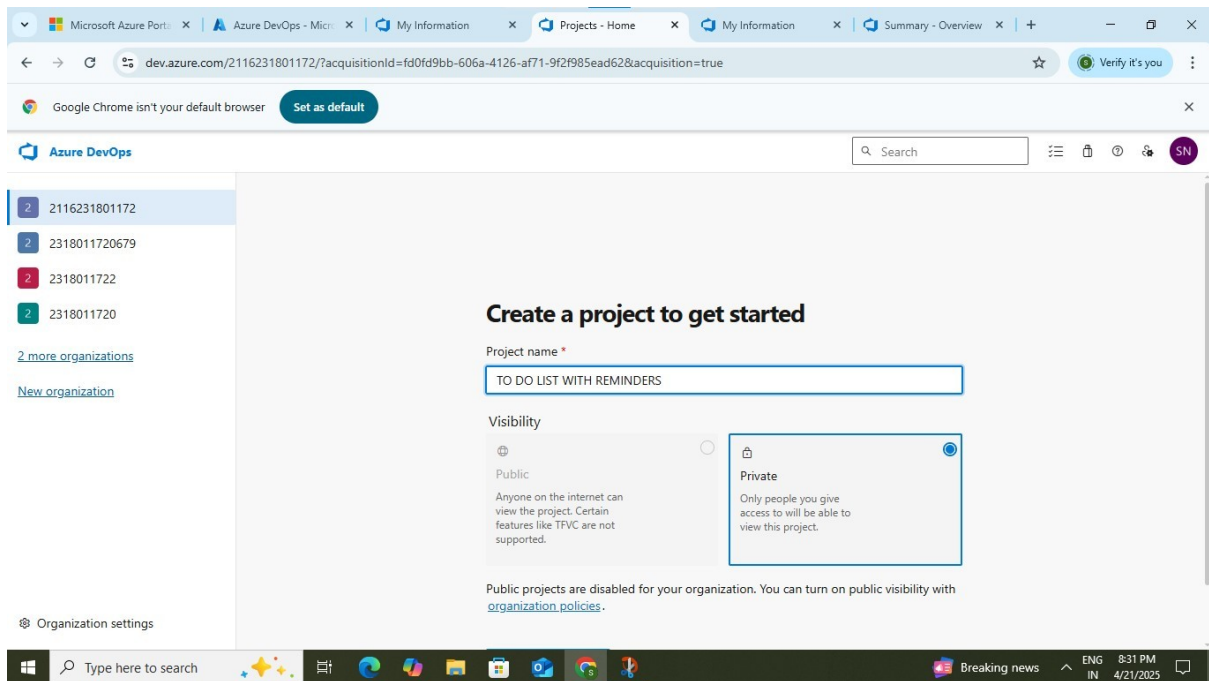 Microsoft Azure Porta
Azure DevOps - Micro
My Information
Projects - Home
My Information
Summary - Overview
dev.azure.com/2116231801172/?acquisitionId=fd0fd9bb-606a-4126-af71-9f2f985ead62&acquisition=true
S
Verify it's you
Google Chrome isn't your default browser
Set as default
Azure DevOps
Search
SN
2 2116231801172
2 2318011720679
2 2318011722
2 2318011720
2 more organizations
New organization
Create a project to get started
Project name *
TO DO LIST WITH REMINDERS
Visibility
Public
Anyone on the internet can
view the project. Certain
features like TFVC are not
supported.
Private
Only people you give
access to will be able to
view this project.
Public projects are disabled for your organization. You can turn on public visibility with
organization policies.
Organization settings
Type here to search
Breaking news
ENG
IN
8:31 PM
4/21/2025